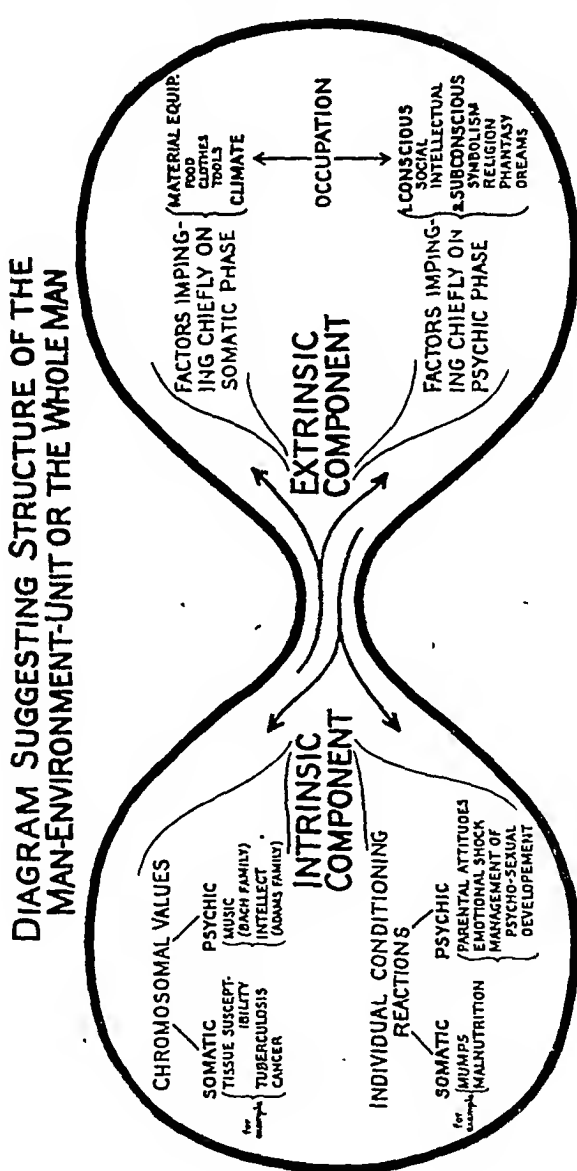 DIAGRAM SUGGESTING STRUCTURE OF THE
MAN-ENVIRONMENT-UNIT OR THE WHOLE MAN
CHROMOSOMAL VALUES
SOMATIC
TISSUE SUSCEPT-
IBILITY
for
example
TUBERCULOSIS
CANCER
PSYCHIC
MUSIC
(BACH FAMILY)
INTELLECT
(ADAMS FAMILY)
INTRINSIC
COMPONENT
INDIVIDUAL CONDITIONING
REACTIONS
SOMATIC
for
example
MUMPS
MALNUTRITION
PSYCHIC
PARENTAL ATTITUDES
EMOTIONAL SHOCK
MANAGEMENT OF
PSYCHO-SEXUAL
DEVELOPEMENT
EXTRINSIC
COMPONENT
FACTORS IMPING-
ING CHIEFLY ON
SOMATIC PHASE
MATERIAL EQUIP.
FOOD
CLOTHES
TOOLS
CLIMATE
OCCUPATION
FACTORS IMPING-
ING CHIEFLY ON
PSYCHIC PHASE
1. CONSCIOUS
SOCIAL
INTELLECTUAL
2. SUBCONSCIOUS
SYMBOLISM
RELIGION
PHANTASY
DREAMS